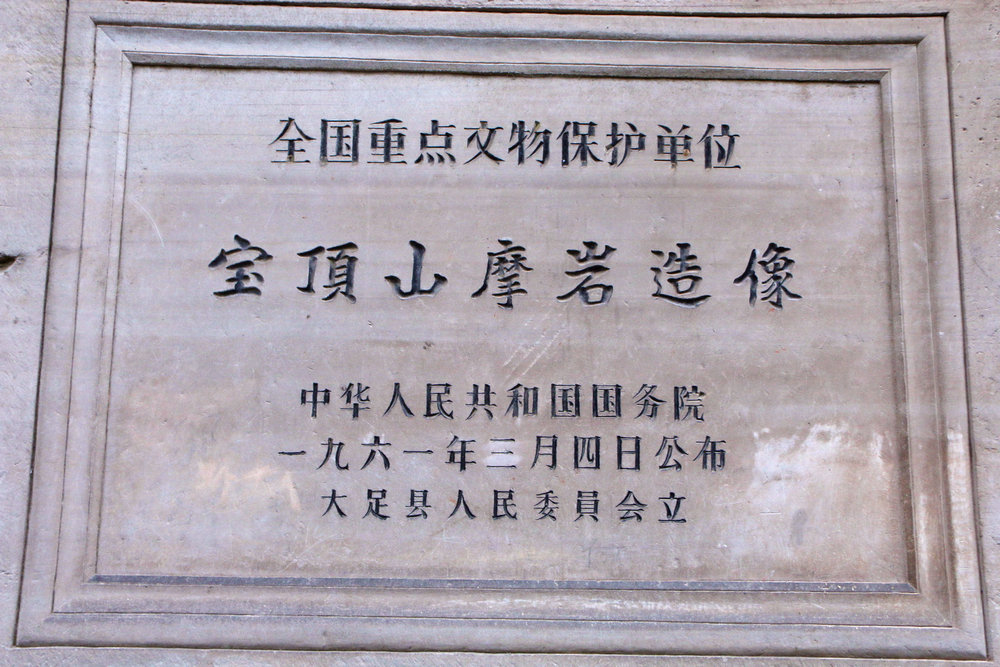 全国重点文物保护单位
宝頂山摩岩造像
中华人民共和国国务院
一九六一年三月四日公布
大足县人民委員会立